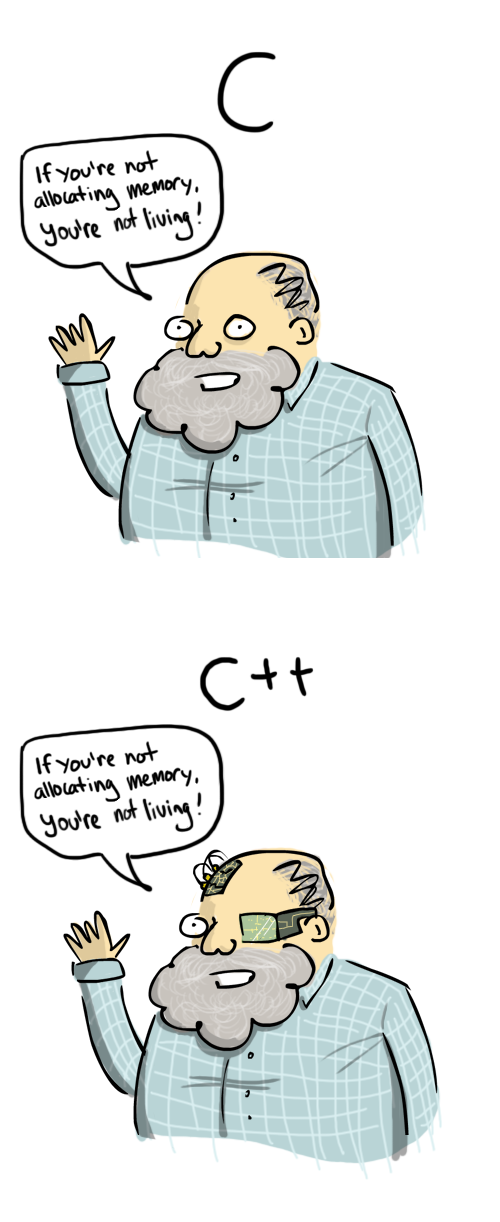 C
If you're not
allocating memory,
you're not living!
C++
If you're not
allocating memory,
you're not living!